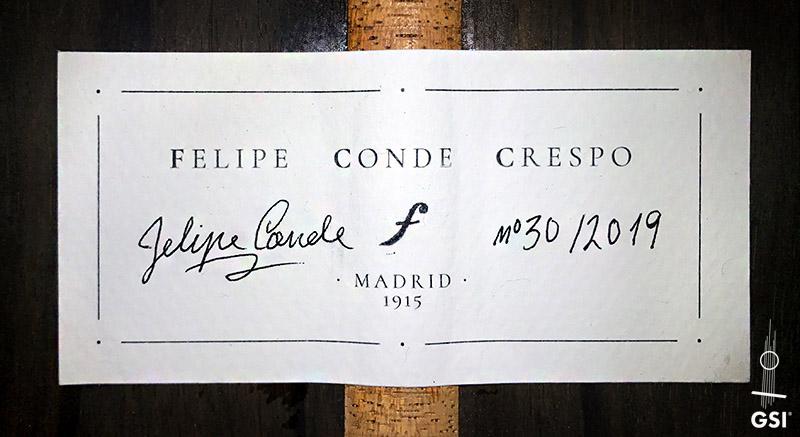 FELIPE CONDE CRESPO
Felipe Conde f nº30/2019
· MADRID ·
1915
GSI®